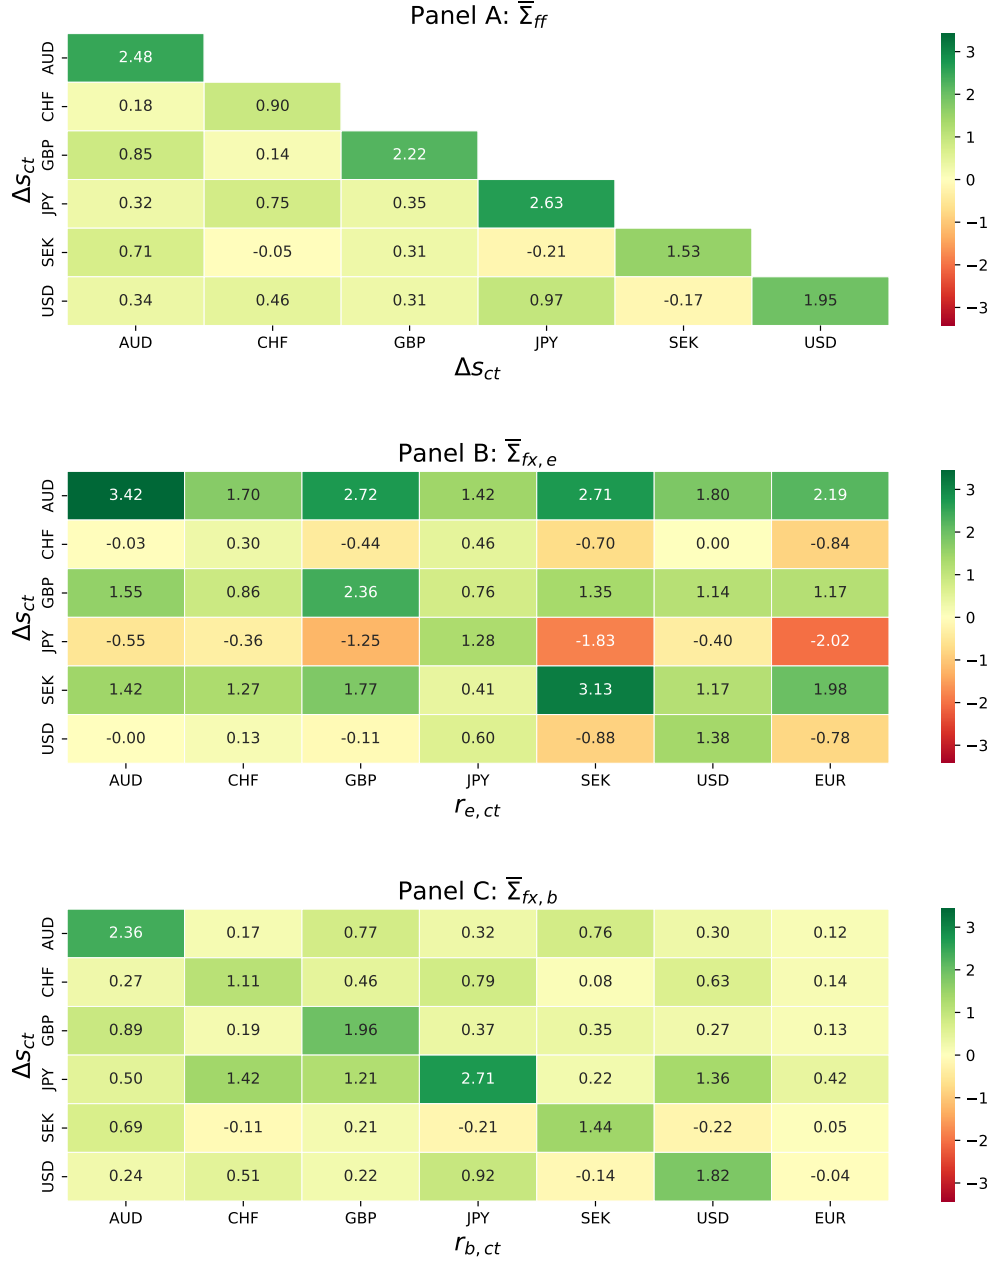 Panel A: Σ̅_ff
AUD 2.48
CHF 0.18 0.90
GBP 0.85 0.14 2.22
JPY 0.32 0.75 0.35 2.63
SEK 0.71 -0.05 0.31 -0.21 1.53
USD 0.34 0.46 0.31 0.97 -0.17 1.95
AUD CHF GBP JPY SEK USD
Δs_ct
Δs_ct
3
2
1
0
−1
−2
−3
Panel B: Σ̅_fx, e
AUD 3.42 1.70 2.72 1.42 2.71 1.80 2.19
CHF -0.03 0.30 -0.44 0.46 -0.70 0.00 -0.84
GBP 1.55 0.86 2.36 0.76 1.35 1.14 1.17
JPY -0.55 -0.36 -1.25 1.28 -1.83 -0.40 -2.02
SEK 1.42 1.27 1.77 0.41 3.13 1.17 1.98
USD -0.00 0.13 -0.11 0.60 -0.88 1.38 -0.78
AUD CHF GBP JPY SEK USD EUR
Δs_ct
r_e, ct
3
2
1
0
−1
−2
−3
Panel C: Σ̅_fx, b
AUD 2.36 0.17 0.77 0.32 0.76 0.30 0.12
CHF 0.27 1.11 0.46 0.79 0.08 0.63 0.14
GBP 0.89 0.19 1.96 0.37 0.35 0.27 0.13
JPY 0.50 1.42 1.21 2.71 0.22 1.36 0.42
SEK 0.69 -0.11 0.21 -0.21 1.44 -0.22 0.05
USD 0.24 0.51 0.22 0.92 -0.14 1.82 -0.04
AUD CHF GBP JPY SEK USD EUR
Δs_ct
r_b, ct
3
2
1
0
−1
−2
−3